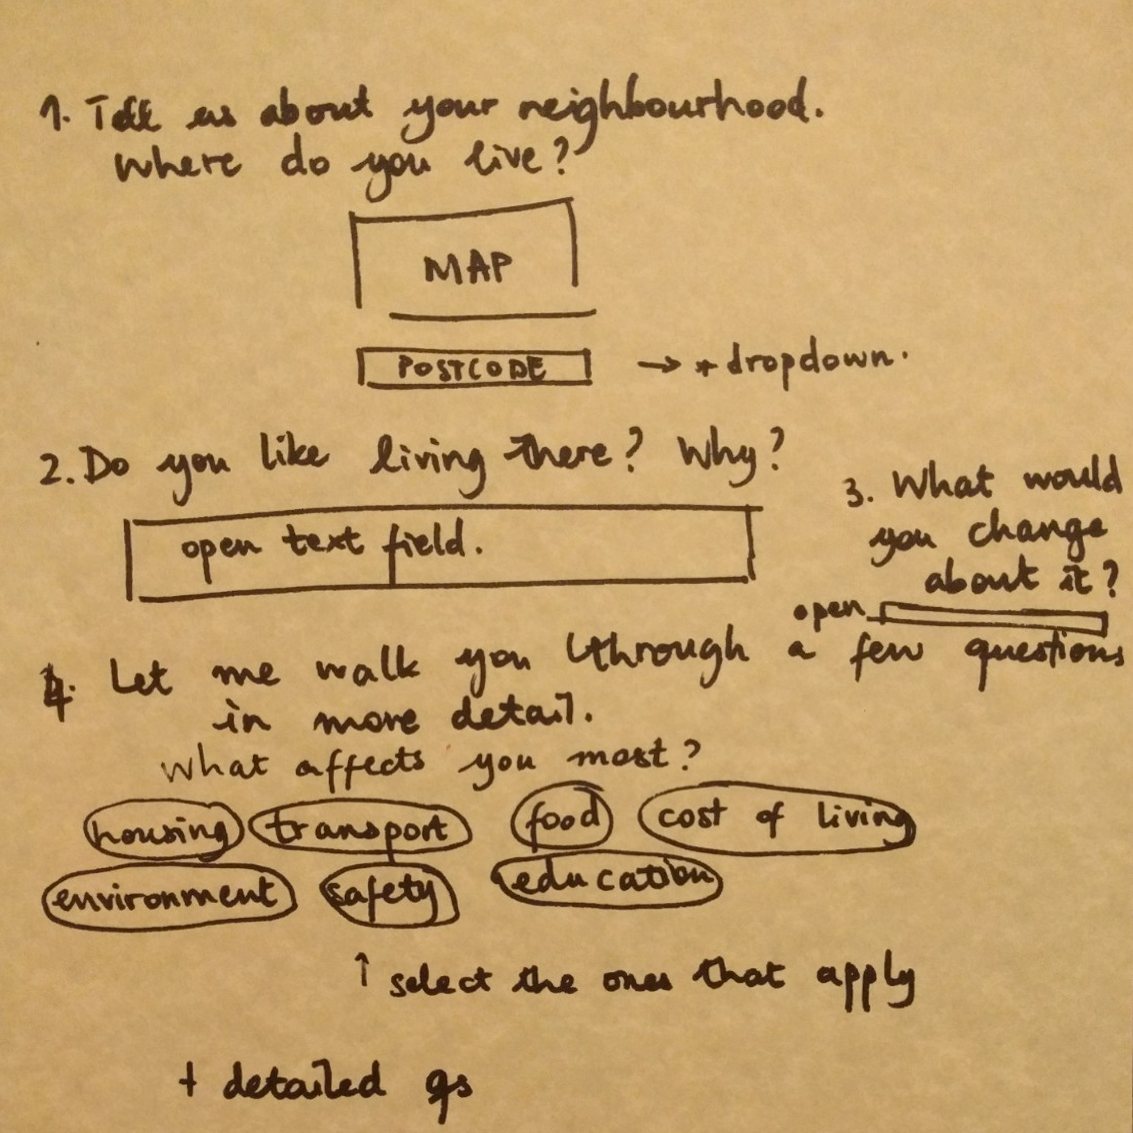 1. Tell us about your neighbourhood.
Where do you live?
MAP
POSTCODE → + dropdown.
2. Do you like living there? Why?
open text field.
3. What would
you change
about it?
open
4. Let me walk you through a few questions
in more detail.
What affects you most?
housing transport food cost of living
environment safety education
↑ select the ones that apply
+ detailed qs